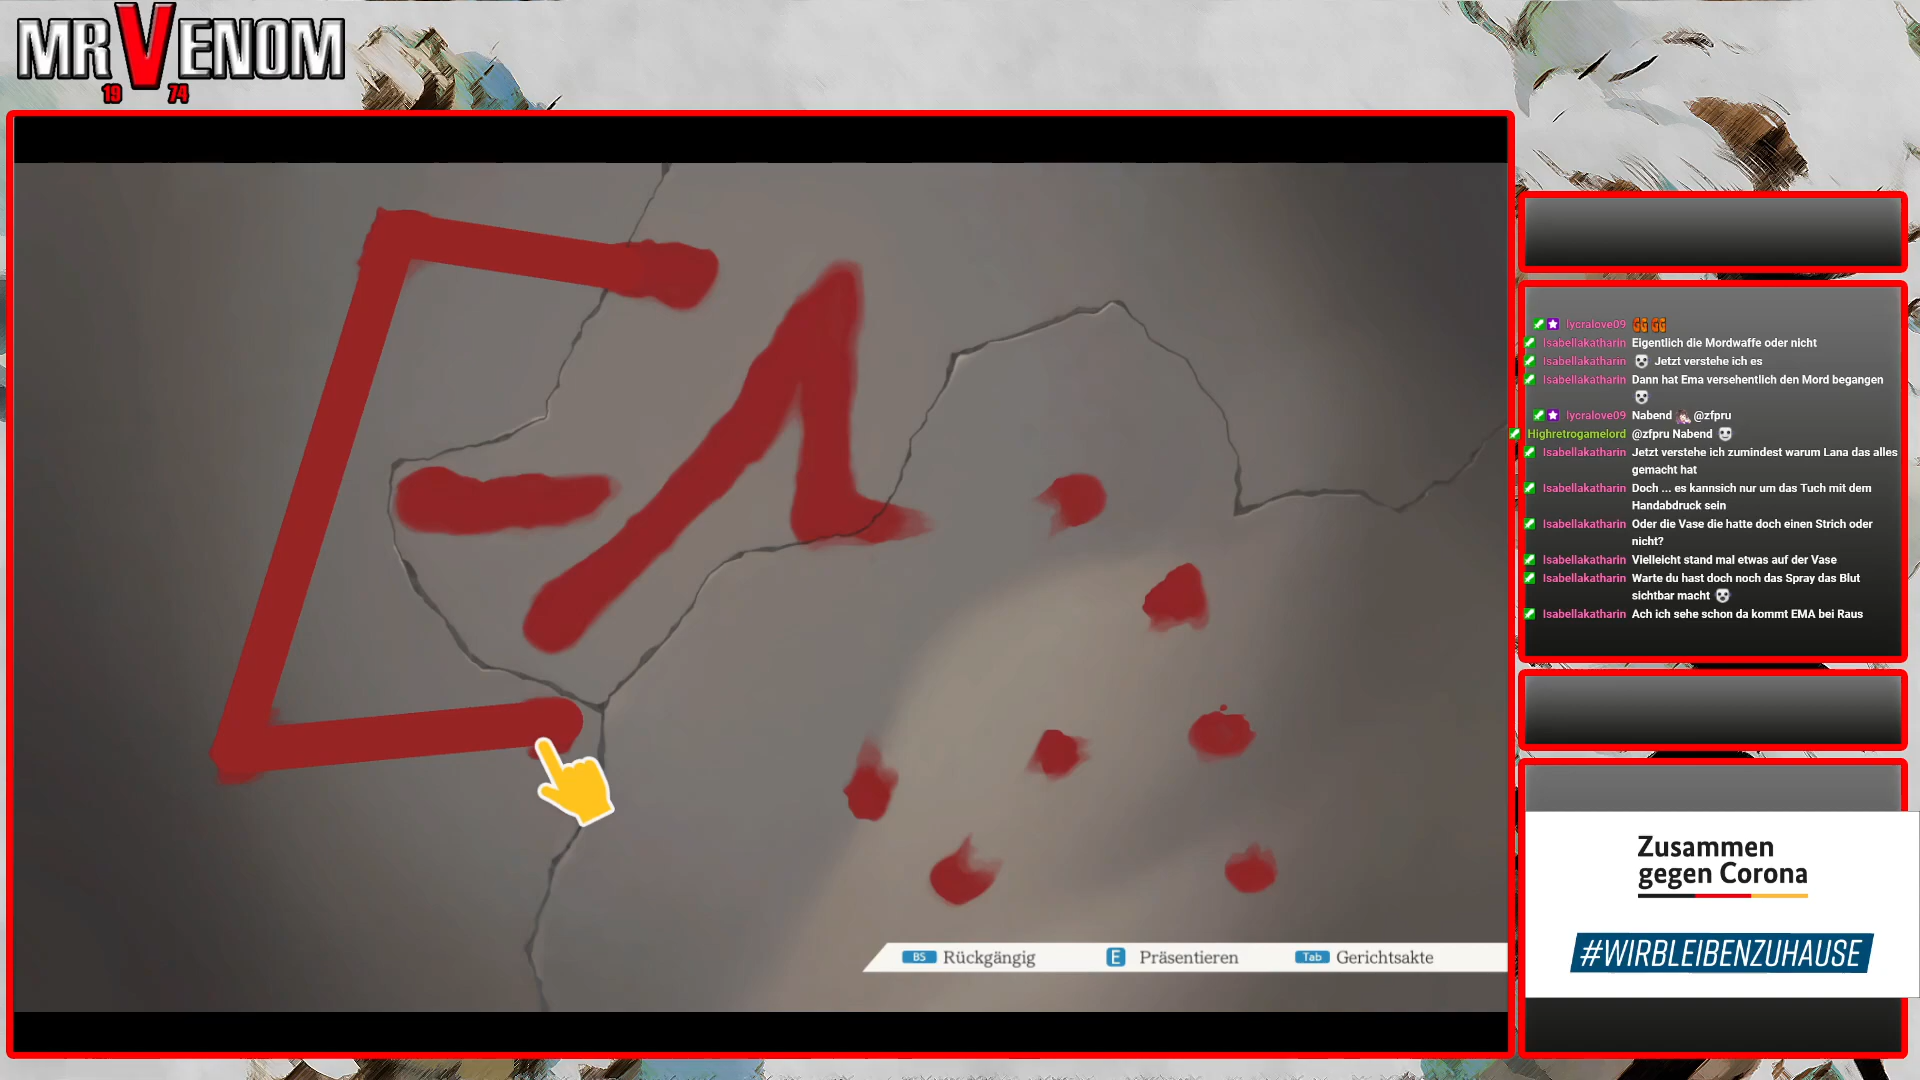 MRVENOM
1974
Rückgängig
Präsentieren
Gerichtsakte
BS
E
Tab
lycralove09
Isabellakatharin Eigentlich die Mordwaffe oder nicht
Isabellakatharin Jetzt verstehe ich es
Isabellakatharin Dann hat Ema versehentlich den Mord begangen
lycralove09 Nabend @zfpru
Highretrogamelord @zfpru Nabend
Isabellakatharin Jetzt verstehe ich zumindest warum Lana das alles
gemacht hat
Isabellakatharin Doch ... es kannsich nur um das Tuch mit dem
Handabdruck sein
Isabellakatharin Oder die Vase die hatte doch einen Strich oder
nicht?
Isabellakatharin Vielleicht stand mal etwas auf der Vase
Isabellakatharin Warte du hast doch noch das Spray das Blut
sichtbar macht
Isabellakatharin Ach ich sehe schon da kommt EMA bei Raus
Zusammen
gegen Corona
#WIRBLEIBENZUHAUSE